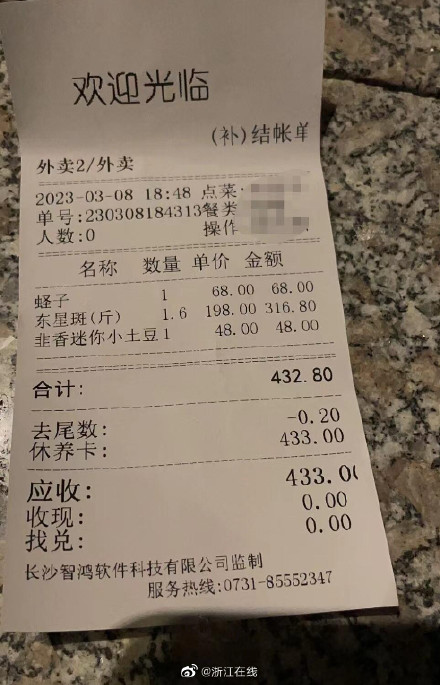 欢迎光临
(补)结帐单
外卖2/外卖
2023-03-08 18:48 点菜:
单号:230308184313餐类
人数:0 操作
名称 数量 单价 金额
蛏子 1 68.00 68.00
东星斑(斤) 1.6 198.00 316.80
韭香迷你小土豆1 48.00 48.00
合计: 432.80
去尾数: -0.20
休养卡: 433.00
应收: 433.00
收现: 0.00
找兑: 0.00
长沙智鸿软件科技有限公司监制
服务热线:0731-85552347
@浙江在线